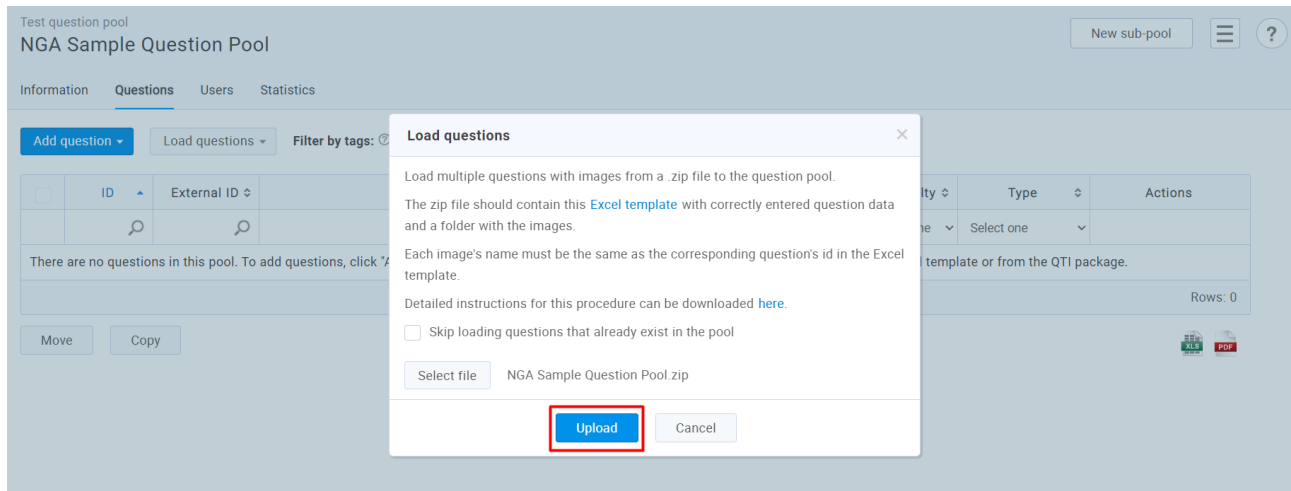 Test question pool
NGA Sample Question Pool
New sub-pool
?
Information Questions Users Statistics
Add question Load questions Filter by tags: ?
Load questions
Load multiple questions with images from a .zip file to the question pool.
The zip file should contain this Excel template with correctly entered question data
and a folder with the images.
Each image's name must be the same as the corresponding question's id in the Excel
template.
Detailed instructions for this procedure can be downloaded here.
Skip loading questions that already exist in the pool
Select file NGA Sample Question Pool.zip
Upload Cancel
ID External ID lty Type Actions
ne Select one
There are no questions in this pool. To add questions, click "A l template or from the QTI package.
Rows: 0
Move Copy
XLS PDF